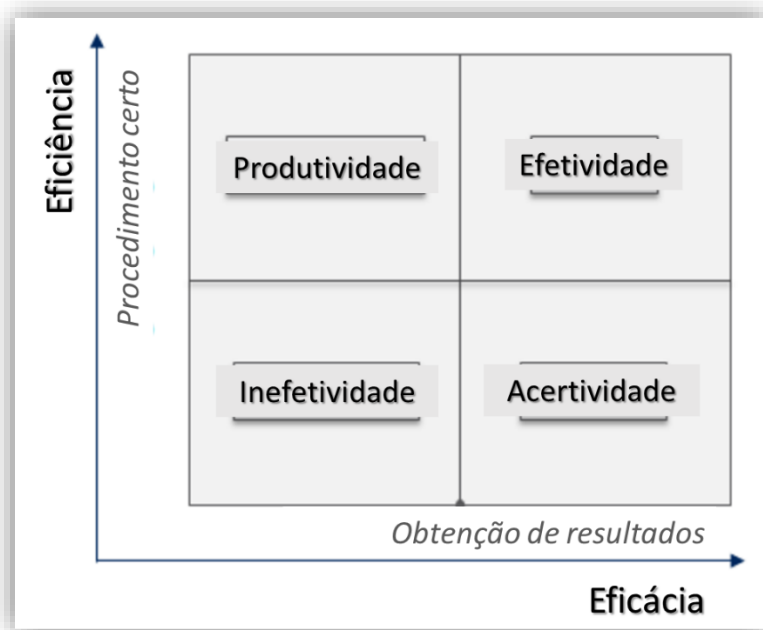 Eficiência
Procedimento certo
Produtividade
Efetividade
Inefetividade
Acertividade
Obtenção de resultados
Eficácia